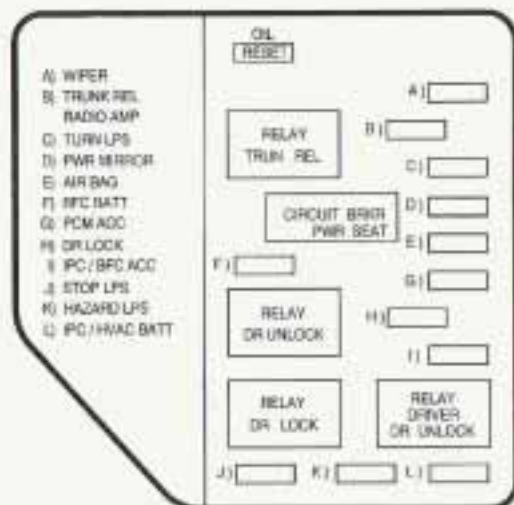 A) WIPER
B) TRUNK REL
RADIO AMP
C) TURN LPS
D) PWR MIRROR
E) AIR BAG
F) BFC BATT
G) PCM ACC
H) DR LOCK
I) IPC / BFC ACC
J) STOP LPS
K) HAZARD LPS
L) IPC / HVAC BATT
OIL
RESET
A)
RELAY
TRUN REL
B)
C)
CIRCUIT BRKR
PWR SEAT
D)
E)
F)
G)
RELAY
DR UNLOCK
H)
I)
RELAY
DR LOCK
RELAY
DRIVER
DR UNLOCK
J)
K)
L)